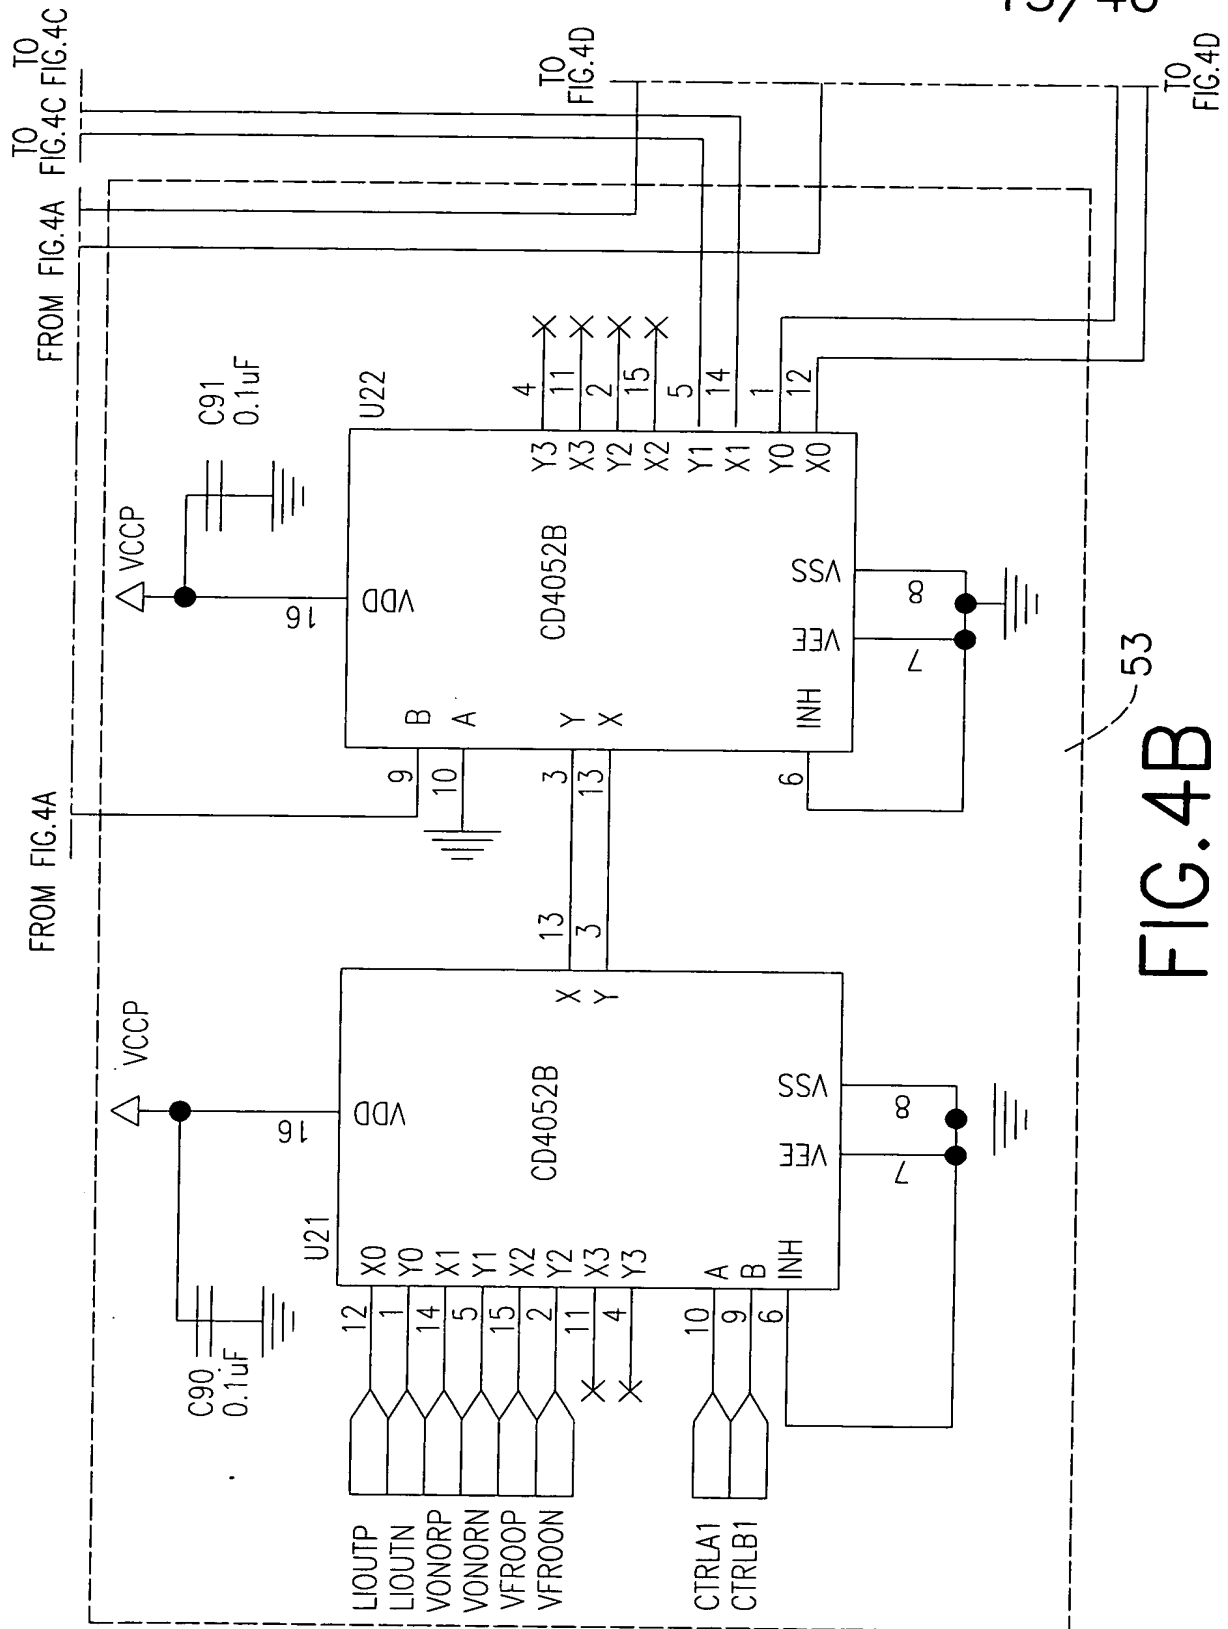 FROM FIG.4A
FROM FIG.4A
TO
FIG.4C
TO
FIG.4C
VCCP
VCCP
C90
0.1uF
C91
0.1uF
16
16
U21
U22
VDD
VDD
LIOUTP
LIOUTN
VONORP
VONORN
VFROOP
VFROON
12
1
14
5
15
2
11
4
X0
Y0
X1
Y1
X2
Y2
X3
Y3
CTRLA1
CTRLB1
10
9
6
A
B
INH
CD4052B
X
Y
13
3
VEE
VSS
7
8
9
10
B
A
3
13
Y
X
6
INH
CD4052B
VEE
VSS
7
8
Y3
X3
Y2
X2
Y1
X1
Y0
X0
4
11
2
15
5
14
1
12
TO
FIG.4D
TO
FIG.4D
53
FIG.4B